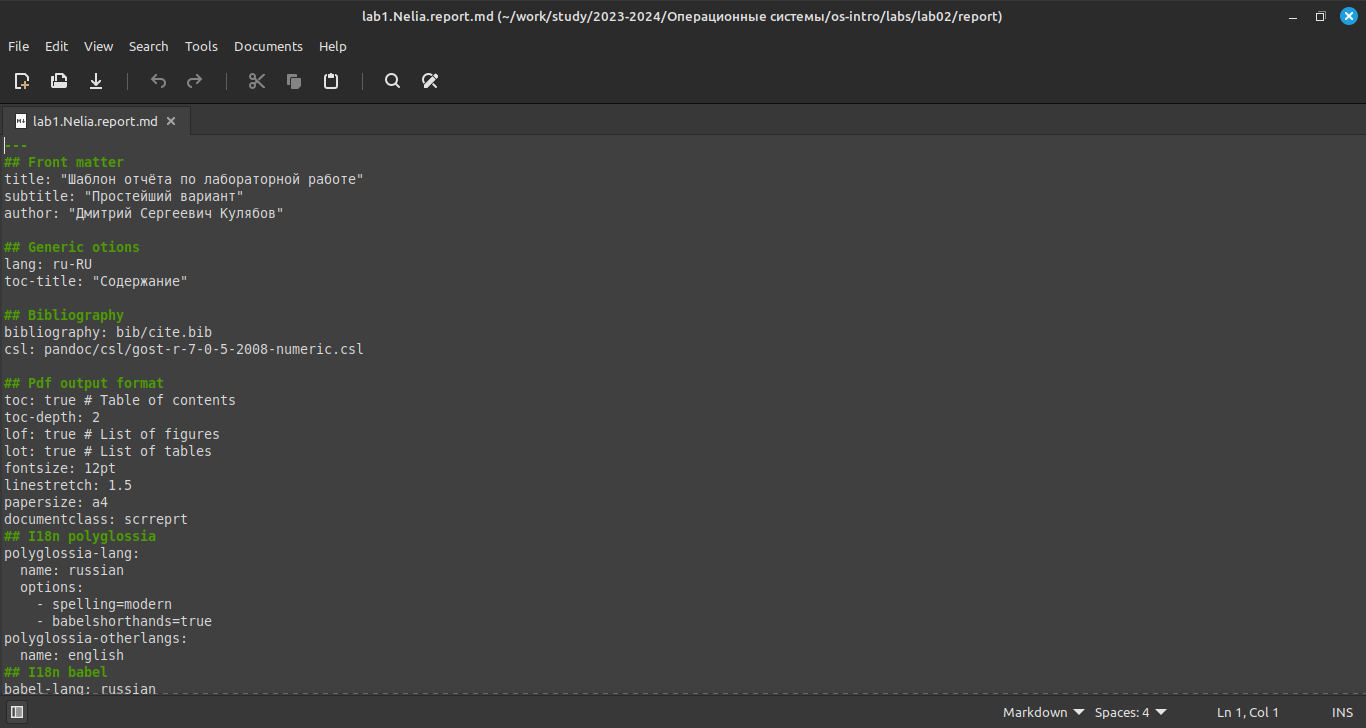 lab1.Nelia.report.md (~/work/study/2023-2024/Операционные системы/os-intro/labs/lab02/report)
File Edit View Search Tools Documents Help
lab1.Nelia.report.md
---
## Front matter
title: "Шаблон отчёта по лабораторной работе"
subtitle: "Простейший вариант"
author: "Дмитрий Сергеевич Кулябов"

## Generic otions
lang: ru-RU
toc-title: "Содержание"

## Bibliography
bibliography: bib/cite.bib
csl: pandoc/csl/gost-r-7-0-5-2008-numeric.csl

## Pdf output format
toc: true # Table of contents
toc-depth: 2
lof: true # List of figures
lot: true # List of tables
fontsize: 12pt
linestretch: 1.5
papersize: a4
documentclass: scrreprt
## I18n polyglossia
polyglossia-lang:
  name: russian
  options:
    - spelling=modern
    - babelshorthands=true
polyglossia-otherlangs:
  name: english
## I18n babel
babel-lang: russian
Markdown Spaces: 4 Ln 1, Col 1 INS